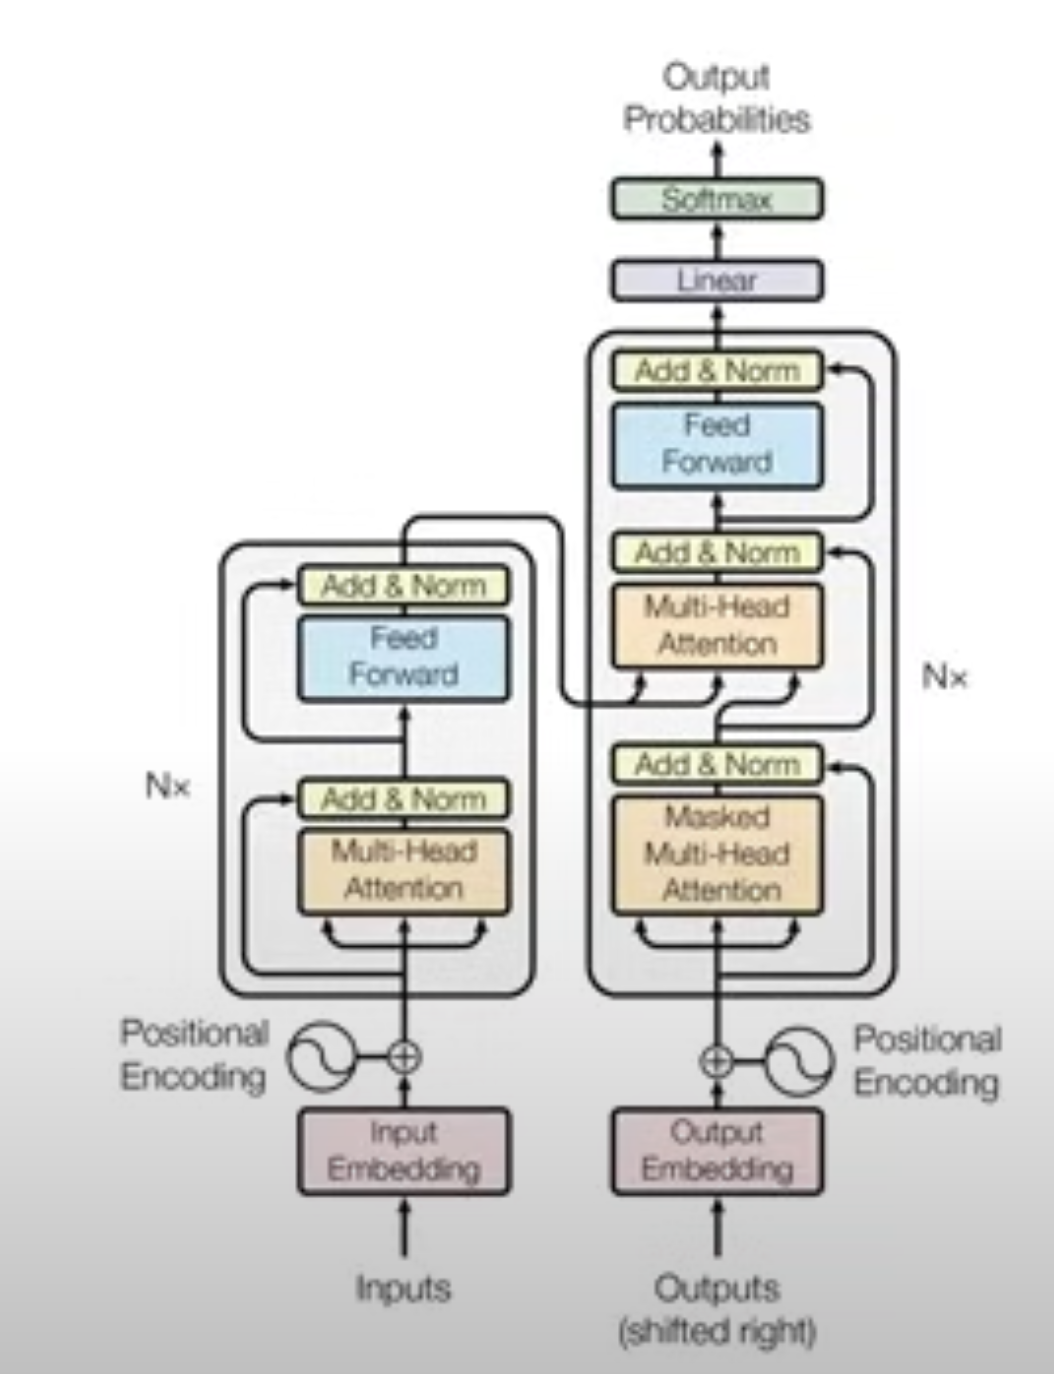 Output
Probabilities
Softmax
Linear
Add & Norm
Feed
Forward
Add & Norm
Multi-Head
Attention
Add & Norm
Masked
Multi-Head
Attention
N×
Add & Norm
Feed
Forward
Add & Norm
Multi-Head
Attention
N×
Positional
Encoding
Positional
Encoding
Input
Embedding
Output
Embedding
Inputs
Outputs
(shifted right)